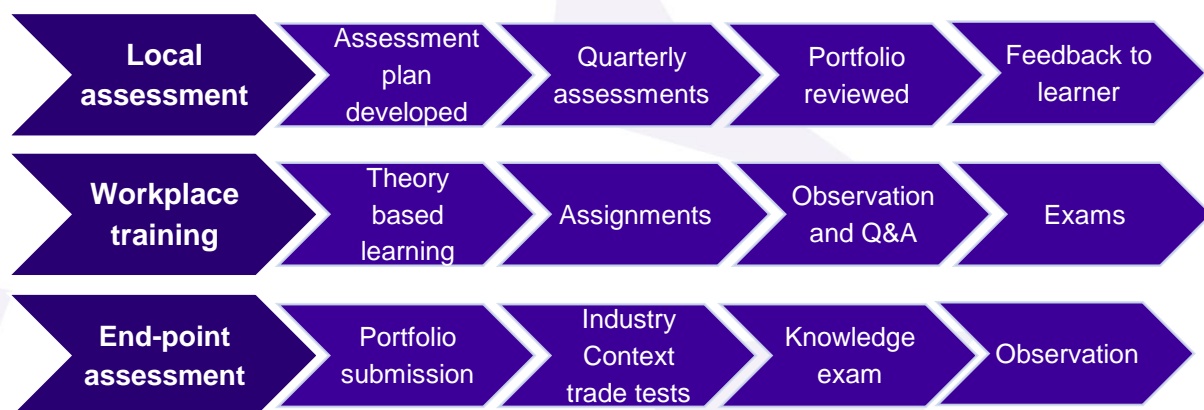 Local
assessment
Assessment
plan
developed
Quarterly
assessments
Portfolio
reviewed
Feedback to
learner
Workplace
training
Theory
based
learning
Assignments
Observation
and Q&A
Exams
End-point
assessment
Portfolio
submission
Industry
Context
trade tests
Knowledge
exam
Observation